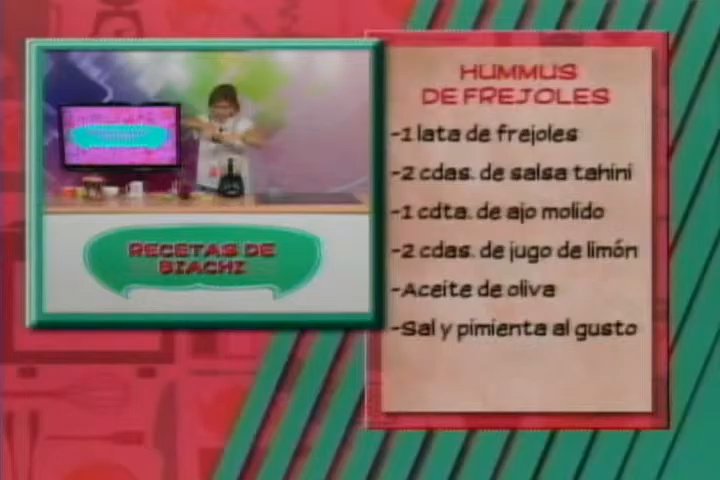 RECETAS DE
BIACHI
HUMMUS
DE FREJOLES
-1 lata de frejoles
-2 cdas. de salsa tahini
-1 cdta. de ajo molido
-2 cdas. de jugo de limón
-Aceite de oliva
-Sal y pimienta al gusto